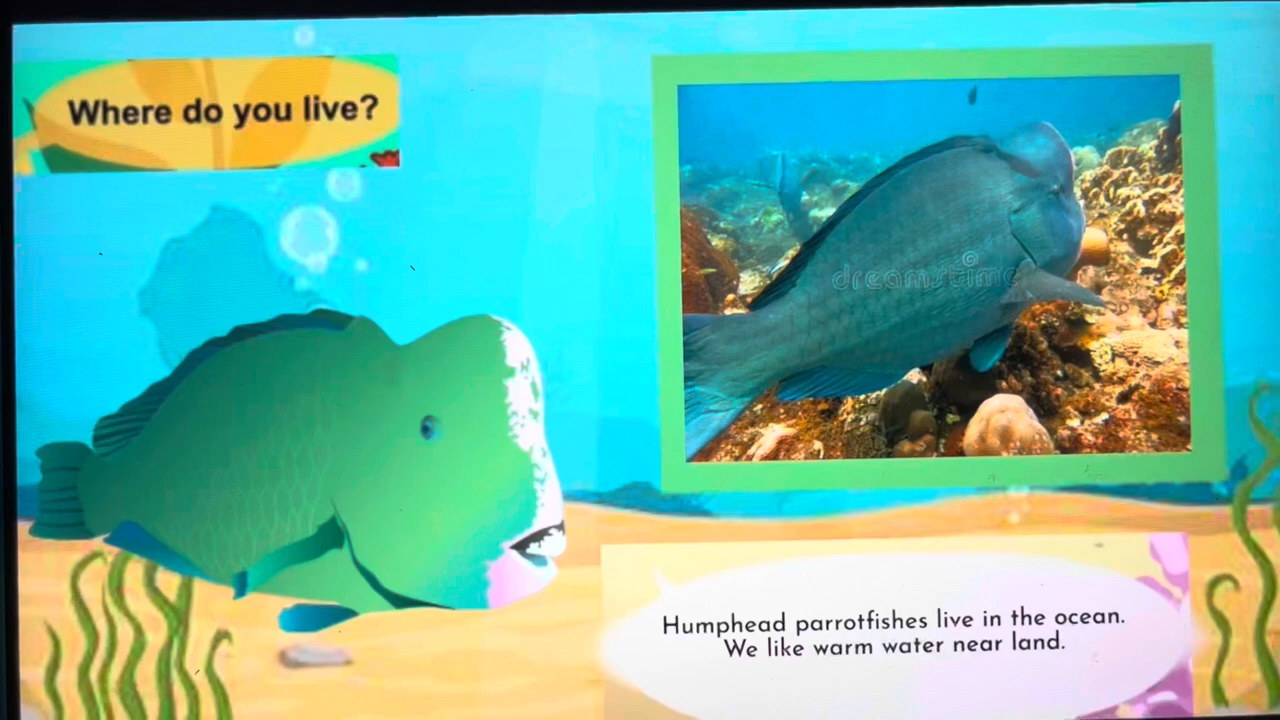 Where do you live?
dreamstime
Humphead parrotfishes live in the ocean.
We like warm water near land.